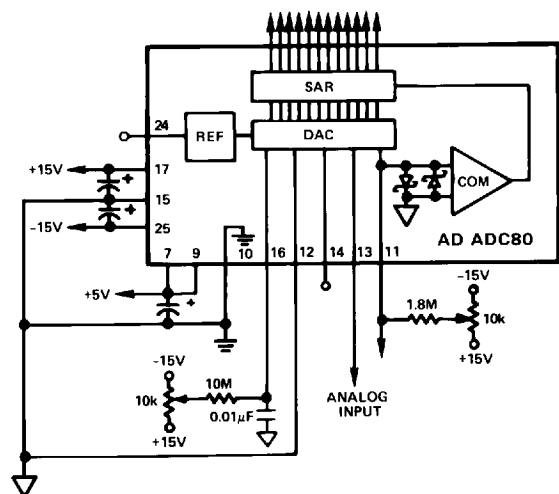 SAR
24
REF
DAC
+15V
17
15
-15V
25
COM
AD ADC80
7
9
10
16
12
14
13
11
+5V
+
+
+
-15V
1.8M
10k
+15V
-15V
10k
10M
0.01µF
+15V
ANALOG
INPUT